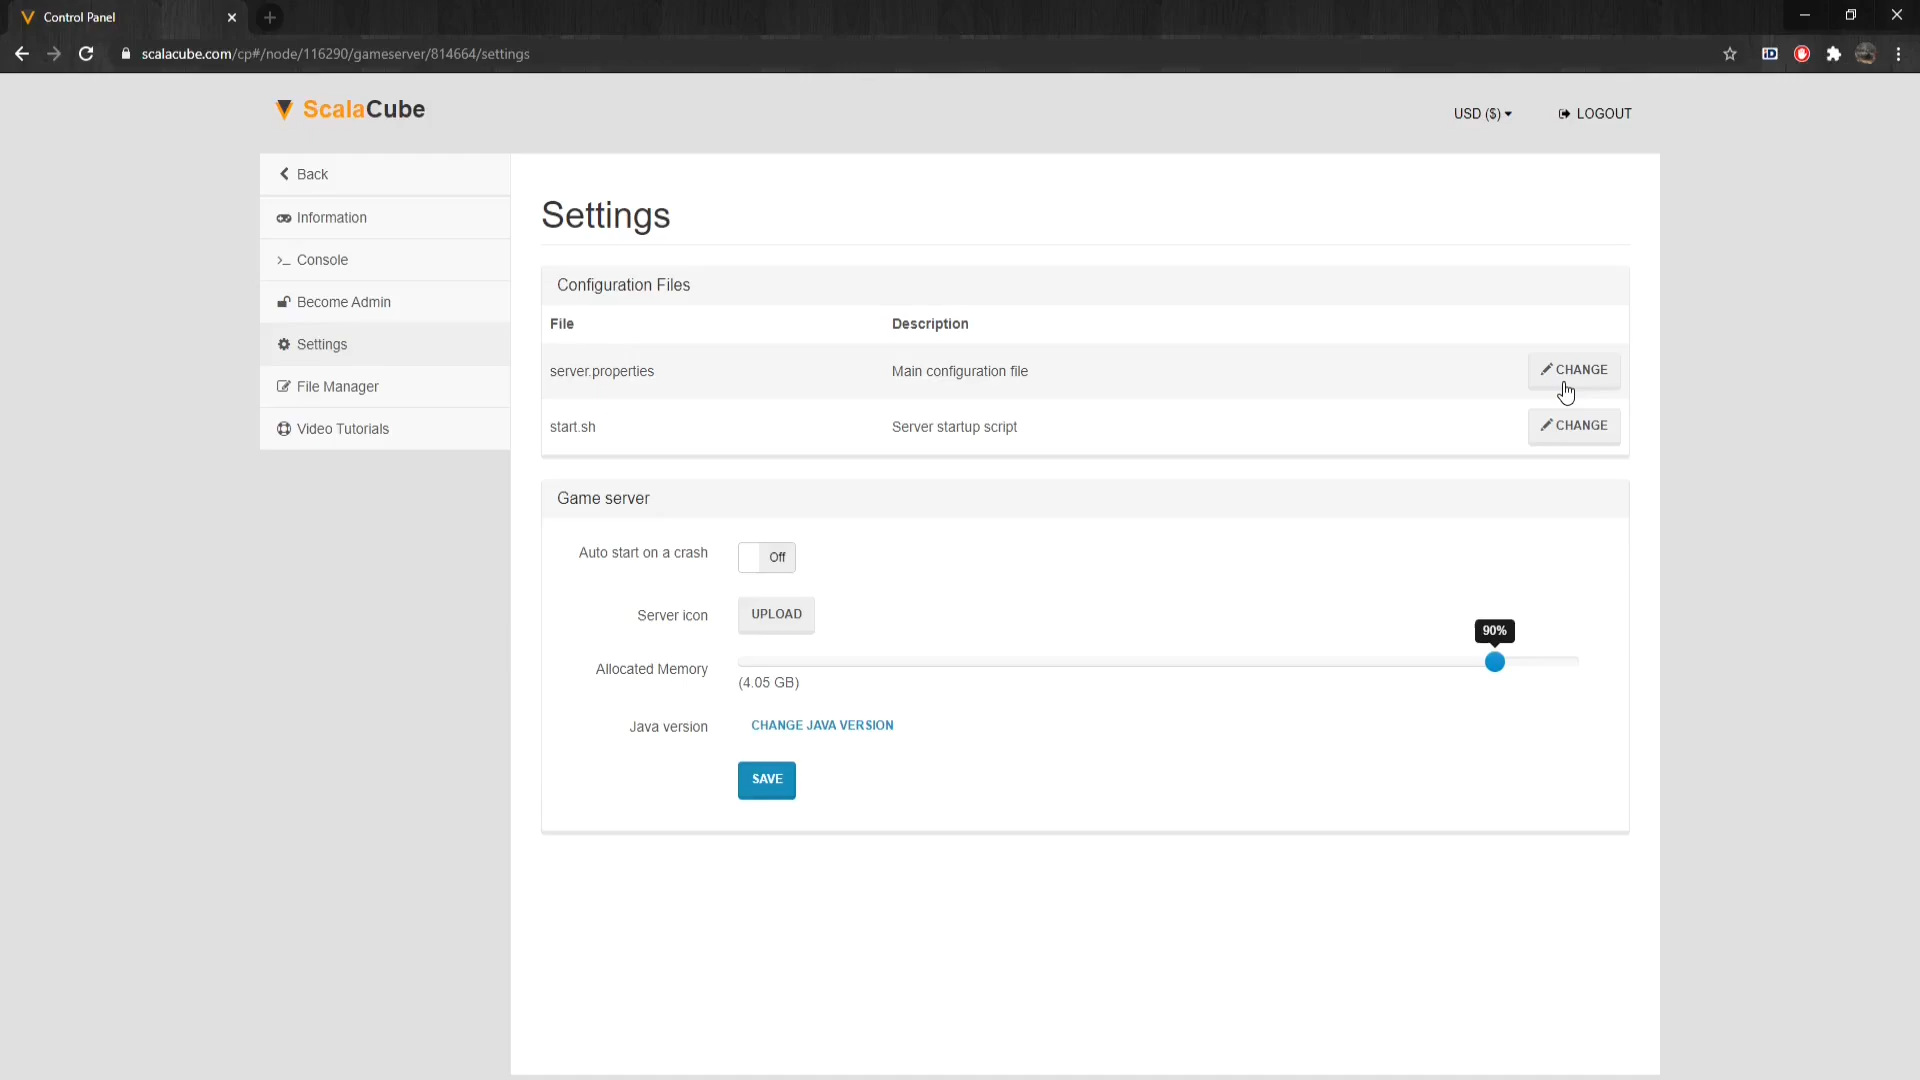 Control Panel
scalacube.com/cp#/node/116290/gameserver/814664/settings
ScalaCube
USD ($)
LOGOUT
Back
Information
Console
Become Admin
Settings
File Manager
Video Tutorials
Settings
Configuration Files
File Description
server.properties Main configuration file CHANGE
start.sh Server startup script CHANGE
Game server
Auto start on a crash Off
Server icon UPLOAD
90%
Allocated Memory
(4.05 GB)
Java version CHANGE JAVA VERSION
SAVE